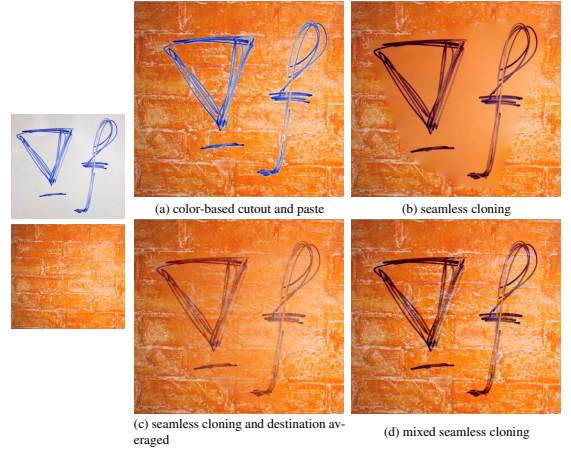 ∇ f
∇ f
∇ f
(a) color-based cutout and paste
(b) seamless cloning
∇ f
∇ f
(c) seamless cloning and destination av-
eraged
(d) mixed seamless cloning